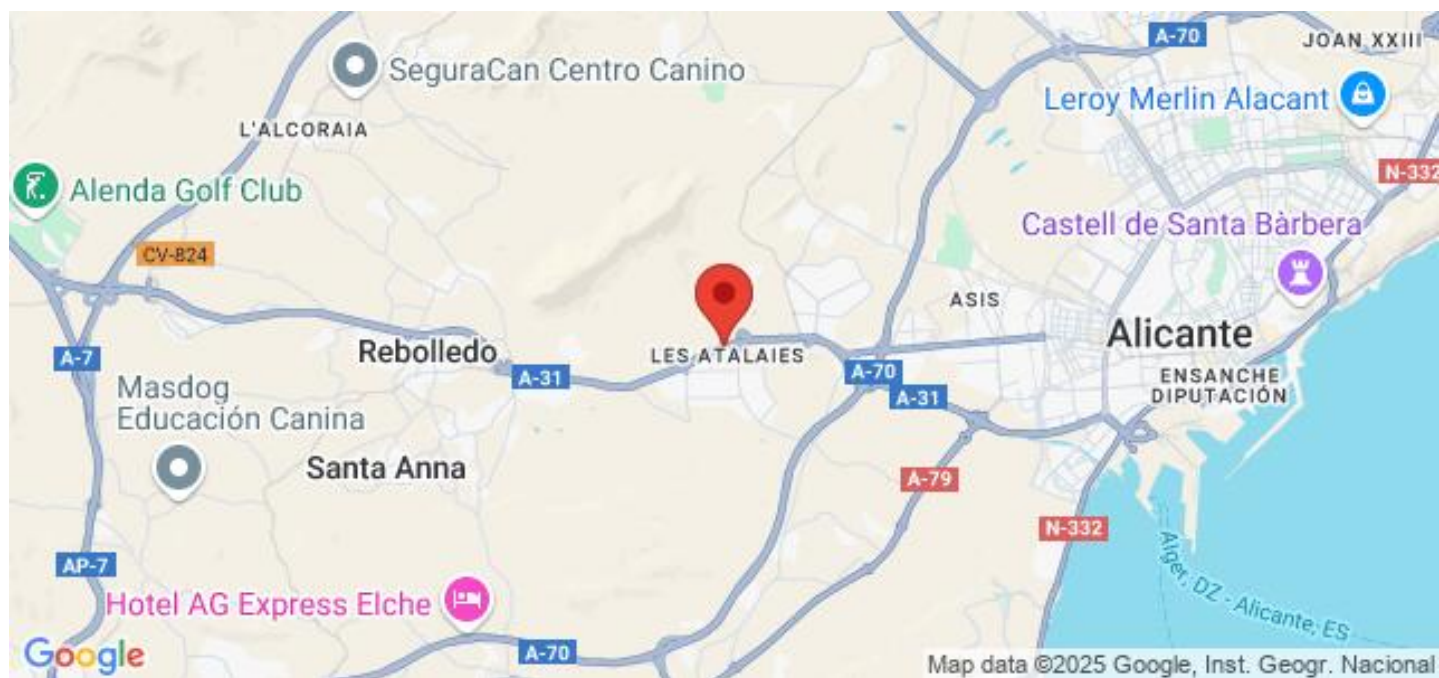 A-70
JOAN XXIII
SeguraCan Centro Canino
Leroy Merlin Alacant
L'ALCORAIA
N-332
Alenda Golf Club
Castell de Santa Bàrbera
CV-824
ASIS
Alicante
Rebolledo
LES ATALAIES
A-7
A-31
A-70
ENSANCHE
DIPUTACIÓN
A-31
Masdog
Educación Canina
Santa Anna
A-79
N-332
Alger, DZ - Alicante, ES
AP-7
Hotel AG Express Elche
A-70
Google
Map data ©2025 Google, Inst. Geogr. Nacional